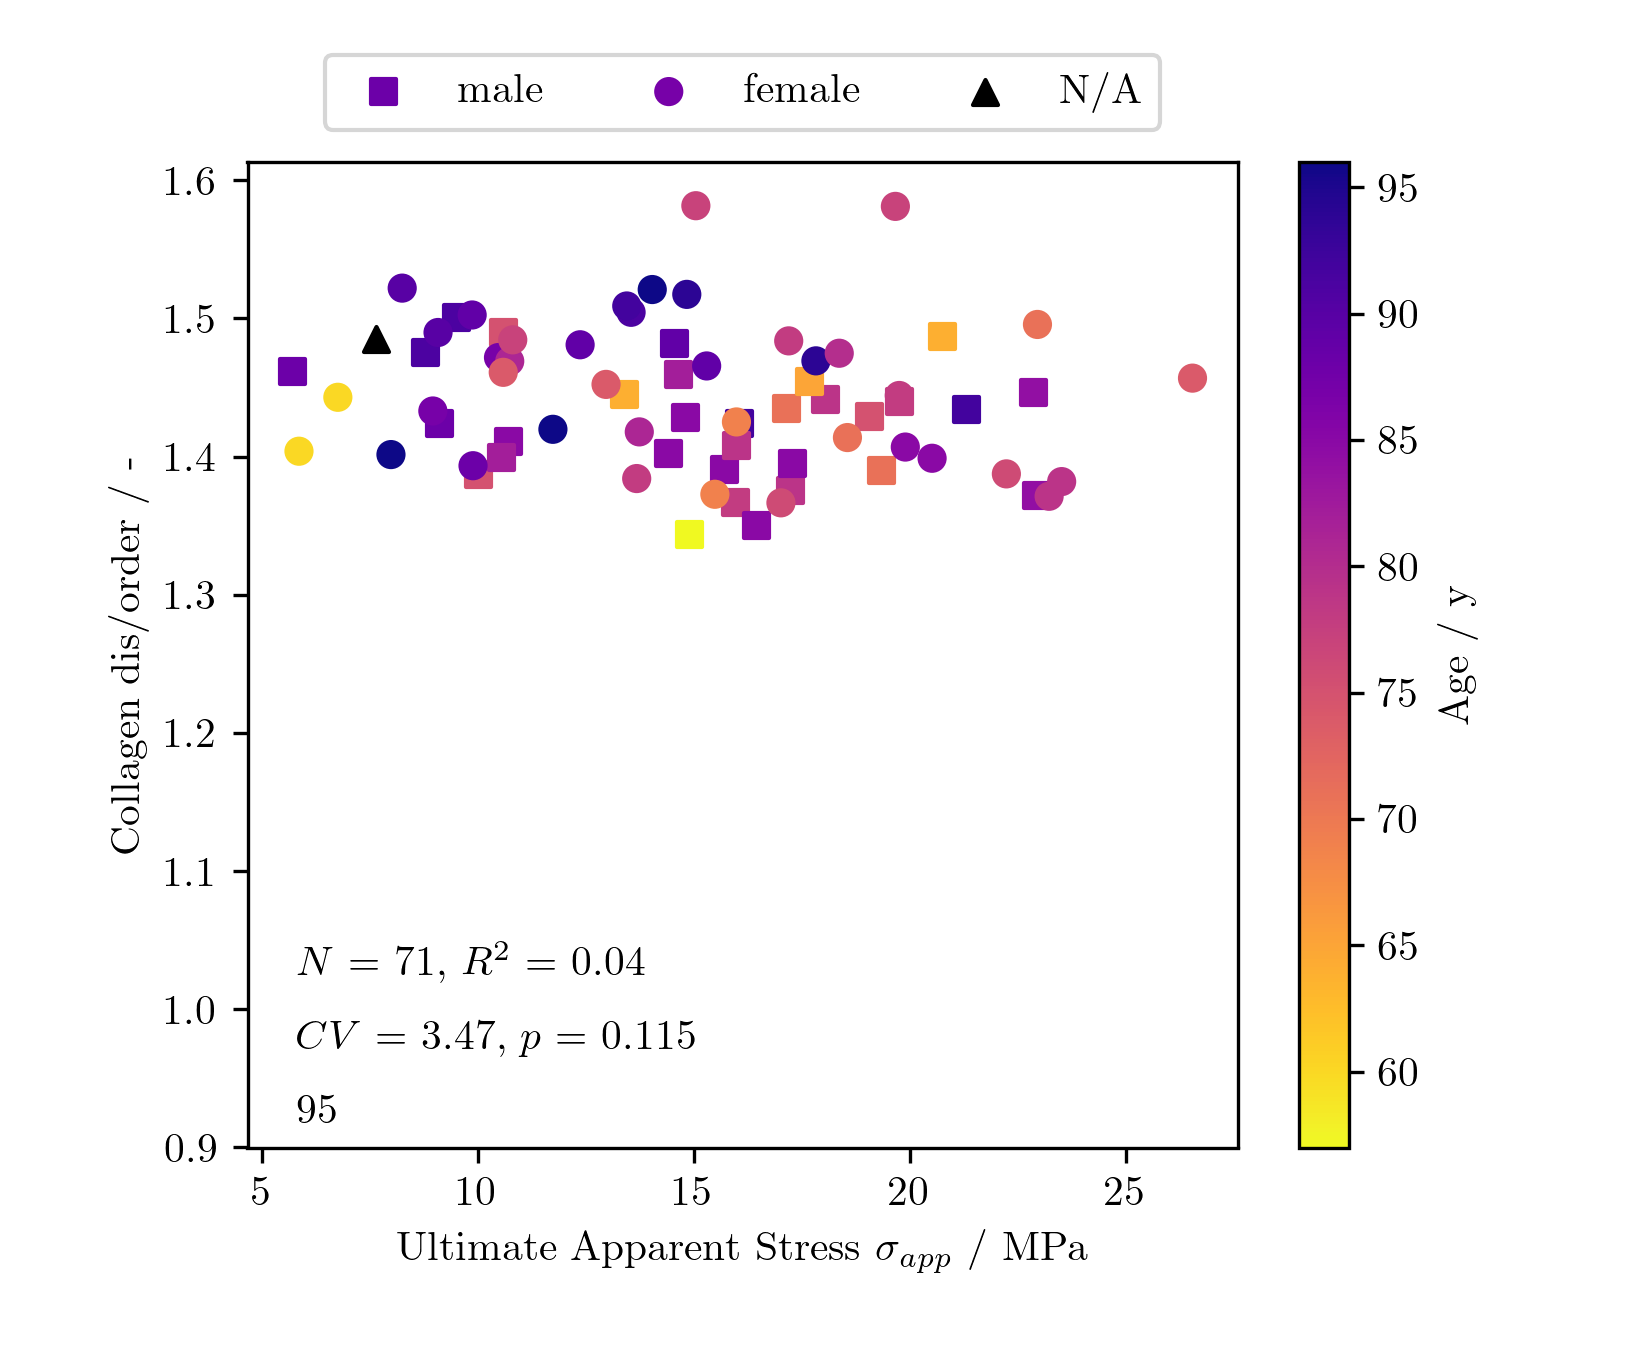 male female N/A
1.6
1.5
1.4
1.3
1.2
1.1
1.0
0.9
Collagen dis/order / -
N = 71, R² = 0.04
CV = 3.47, p = 0.115
95
5 10 15 20 25
Ultimate Apparent Stress σ_app / MPa
95
90
85
80
75
70
65
60
Age / y